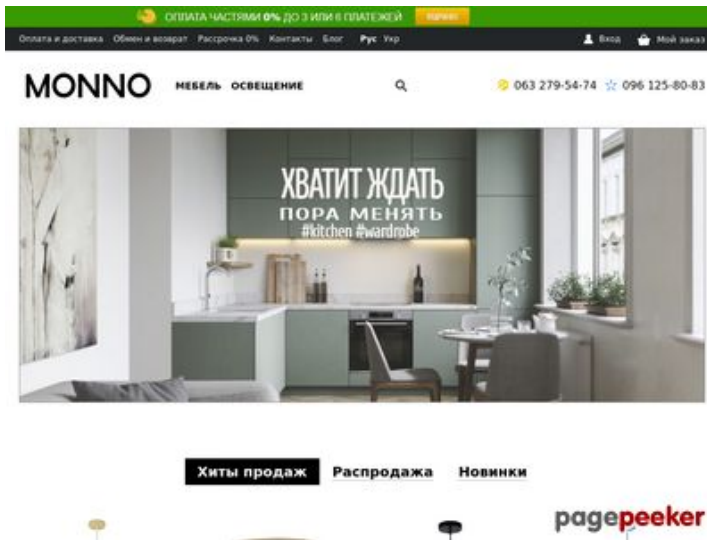 ОПЛАТА ЧАСТЯМИ 0% ДО 3 ИЛИ 6 ПЛАТЕЖЕЙ
Оплата и доставка Обмен и возврат Рассрочка 0% Контакты Блог Рус Укр Вход Мой заказ
MONNO МЕБЕЛЬ ОСВЕЩЕНИЕ 063 279-54-74 096 125-80-83
ХВАТИТ ЖДАТЬ
ПОРА МЕНЯТЬ
#kitchen #wardrobe
Хиты продаж Распродажа Новинки
pagepeeker